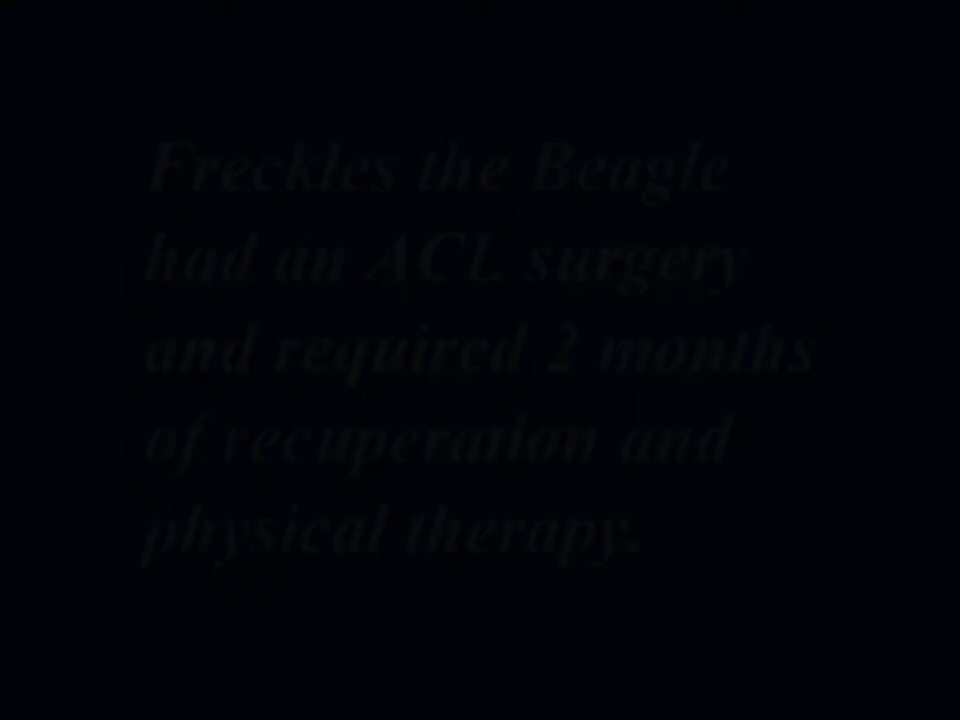 Freckles the Beagle
had an ACL surgery
and required 2 months
of recuperation and
physical therapy.